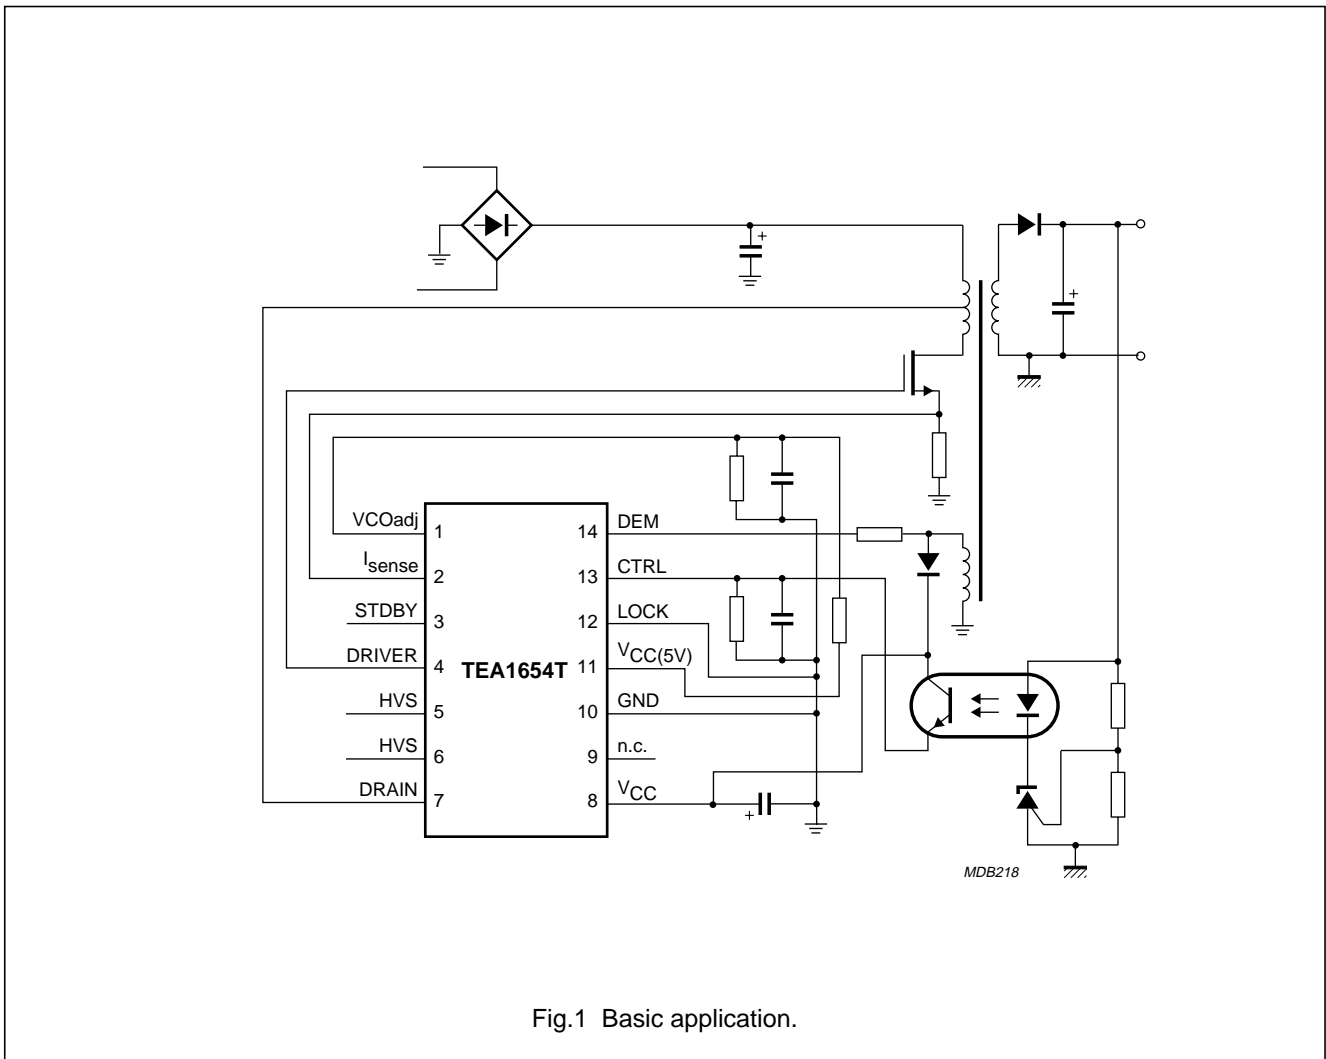 VCOadj 1
Isense 2
STDBY 3
DRIVER 4
HVS 5
HVS 6
DRAIN 7
TEA1654T
14 DEM
13 CTRL
12 LOCK
11 VCC(5V)
10 GND
9 n.c.
8 VCC
+
+
+
MDB218
Fig.1 Basic application.